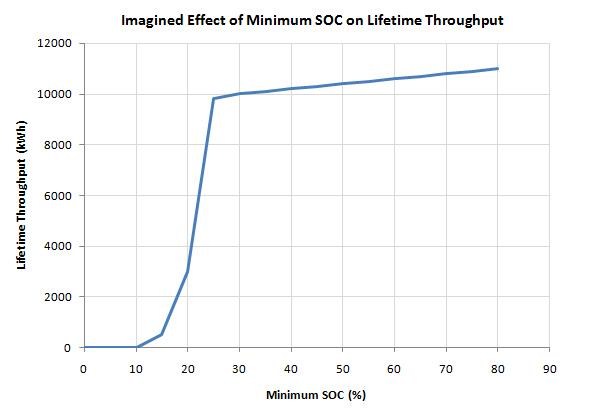 Imagined Effect of Minimum SOC on Lifetime Throughput
12000
10000
8000
6000
4000
2000
0
Lifetime Throughput (kWh)
0 10 20 30 40 50 60 70 80 90
Minimum SOC (%)